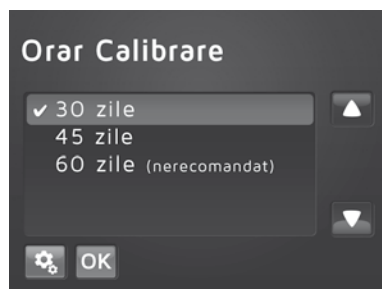 Orar Calibrare
✔ 30 zile
45 zile
60 zile (nerecomandat)
OK